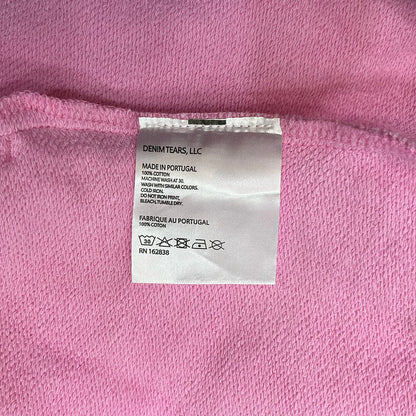 DENIM TEARS, LLC
MADE IN PORTUGAL
100% COTTON
MACHINE WASH AT 30.
WASH WITH SIMILAR COLORS.
COLD IRON.
DO NOT IRON PRINT,
BLEACH, TUMBLE DRY.
FABRIQUE AU PORTUGAL
100% COTON
30
RN 162838